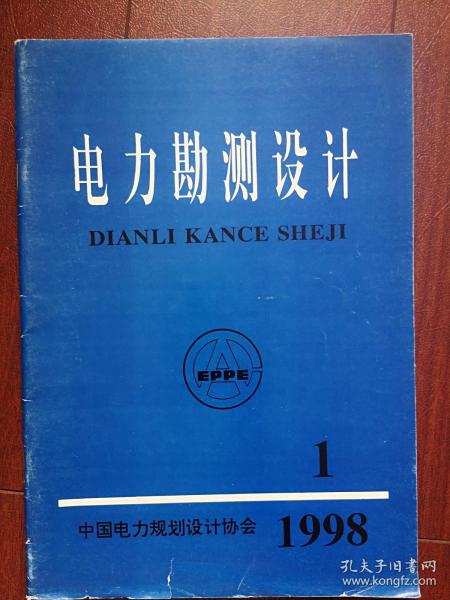 电力勘测设计
DIANLI KANCE SHEJI
EPPE
1
中国电力规划设计协会 1998
孔夫子旧书网
www.kongfz.com